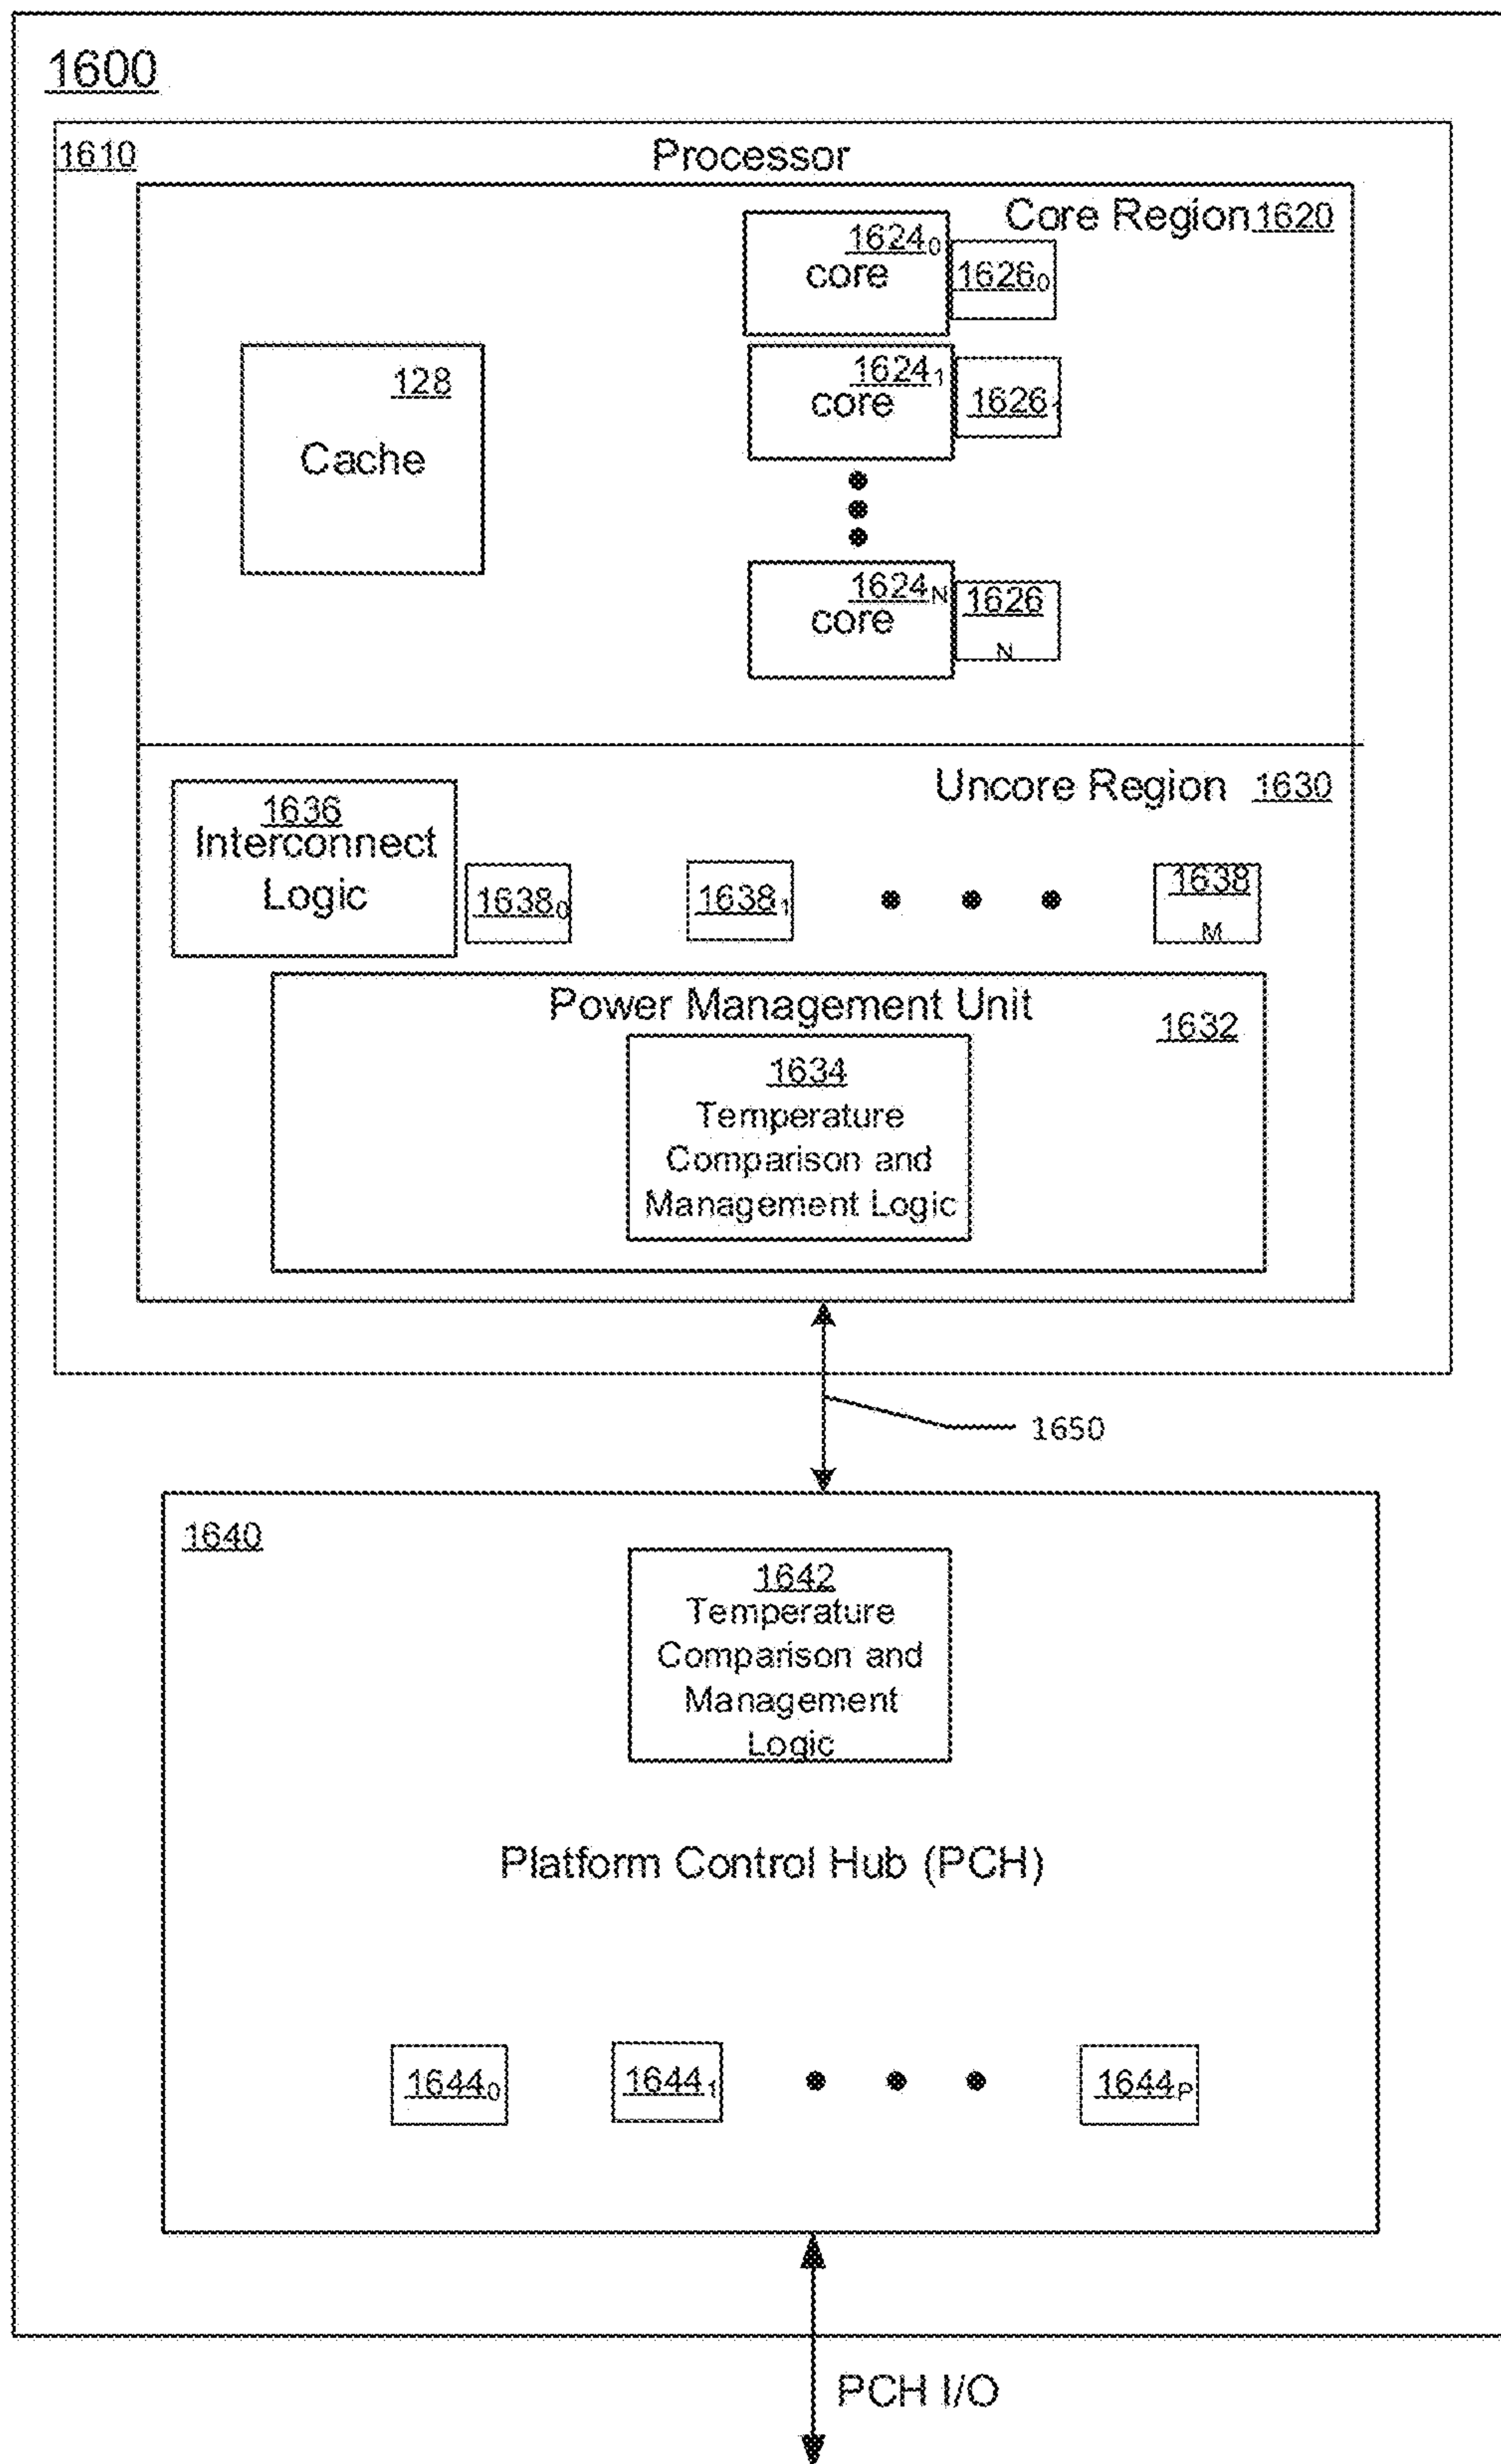 1600
1610
Processor
Core Region 1620
1624₀
core
1626₀
1624₁
core
1626₁
128
Cache
1624N
core
1626
N
Uncore Region 1630
1636
Interconnect
Logic
1638₀
1638₁
1638
M
Power Management Unit
1632
1634
Temperature
Comparison and
Management Logic
1650
1640
1642
Temperature
Comparison and
Management
Logic
Platform Control Hub (PCH)
1644₀
1644₁
1644P
PCH I/O